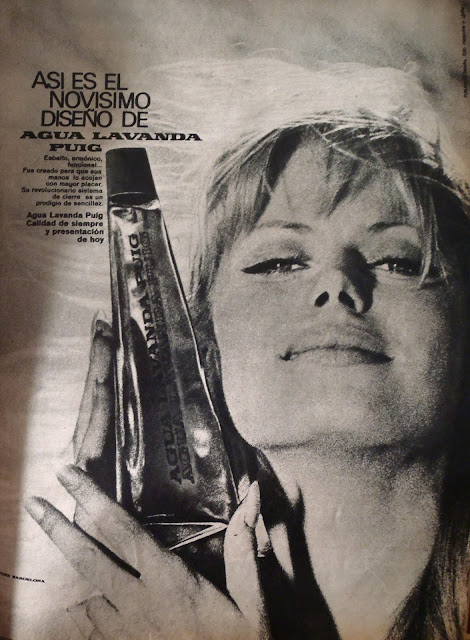 ASI ES EL
NOVISIMO
DISEÑO DE
AGUA LAVANDA
PUIG
Esbelto, armónico,
funcional...
Fue creado para que sus
manos lo acojan
con mayor placer.
Su revolucionario sistema
de cierre es un
prodigio de sencillez.
Agua Lavanda Puig
Calidad de siempre
y presentación
de hoy
AGUA LAVANDA PUIG
BARCELONA